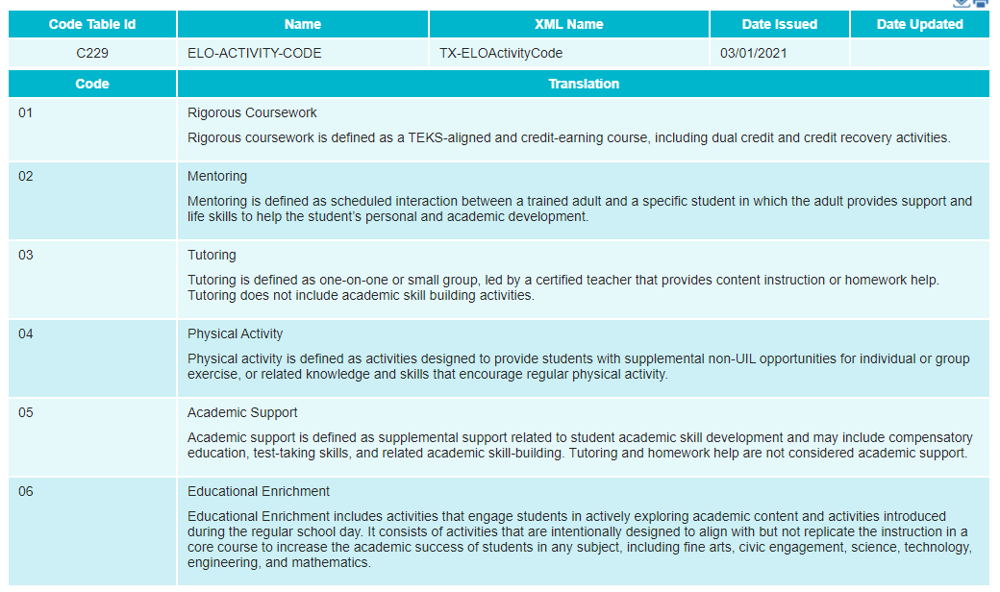 Code Table Id Name XML Name Date Issued Date Updated
C229 ELO-ACTIVITY-CODE TX-ELOActivityCode 03/01/2021
Code Translation
01 Rigorous Coursework
Rigorous coursework is defined as a TEKS-aligned and credit-earning course, including dual credit and credit recovery activities.
02 Mentoring
Mentoring is defined as scheduled interaction between a trained adult and a specific student in which the adult provides support and
life skills to help the student’s personal and academic development.
03 Tutoring
Tutoring is defined as one-on-one or small group, led by a certified teacher that provides content instruction or homework help.
Tutoring does not include academic skill building activities.
04 Physical Activity
Physical activity is defined as activities designed to provide students with supplemental non-UIL opportunities for individual or group
exercise, or related knowledge and skills that encourage regular physical activity.
05 Academic Support
Academic support is defined as supplemental support related to student academic skill development and may include compensatory
education, test-taking skills, and related academic skill-building. Tutoring and homework help are not considered academic support.
06 Educational Enrichment
Educational Enrichment includes activities that engage students in actively exploring academic content and activities introduced
during the regular school day. It consists of activities that are intentionally designed to align with but not replicate the instruction in a
core course to increase the academic success of students in any subject, including fine arts, civic engagement, science, technology,
engineering, and mathematics.